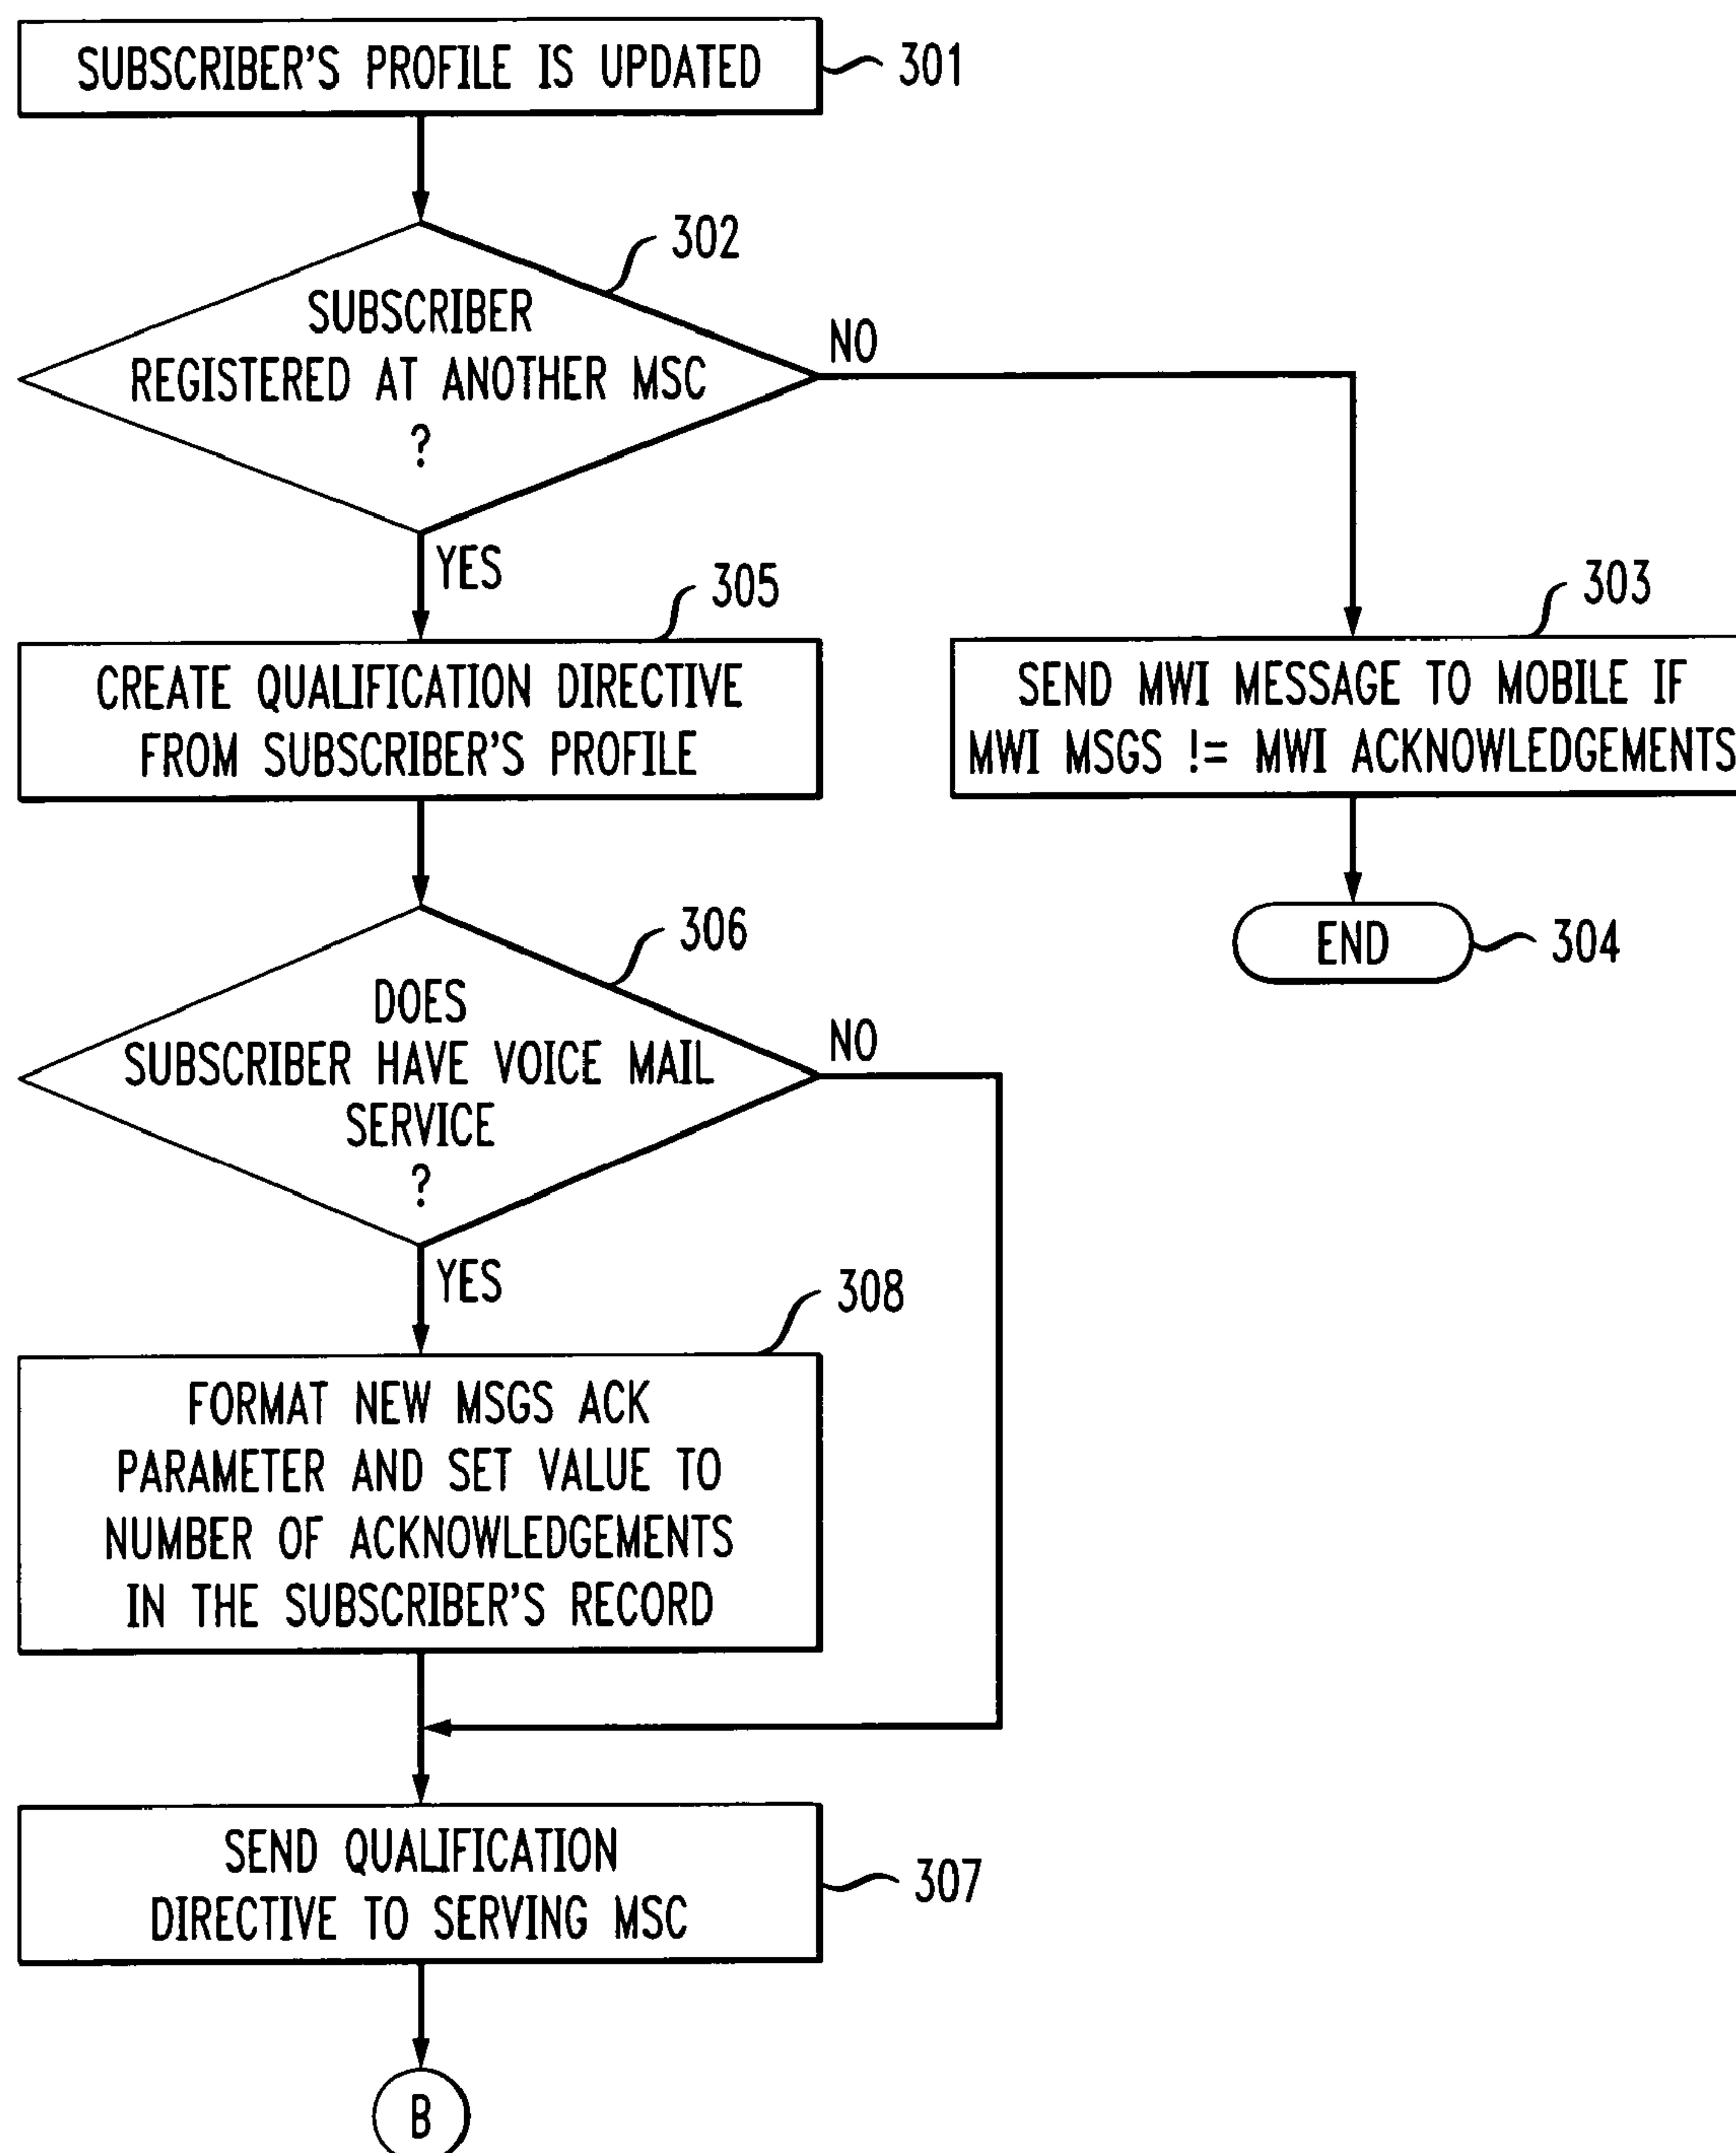 SUBSCRIBER'S PROFILE IS UPDATED
301
302
SUBSCRIBER
REGISTERED AT ANOTHER MSC
?
NO
YES
305
CREATE QUALIFICATION DIRECTIVE
FROM SUBSCRIBER'S PROFILE
303
SEND MWI MESSAGE TO MOBILE IF
MWI MSGS != MWI ACKNOWLEDGEMENTS
END
304
306
DOES
SUBSCRIBER HAVE VOICE MAIL
SERVICE
?
NO
YES
308
FORMAT NEW MSGS ACK
PARAMETER AND SET VALUE TO
NUMBER OF ACKNOWLEDGEMENTS
IN THE SUBSCRIBER'S RECORD
SEND QUALIFICATION
DIRECTIVE TO SERVING MSC
307
B